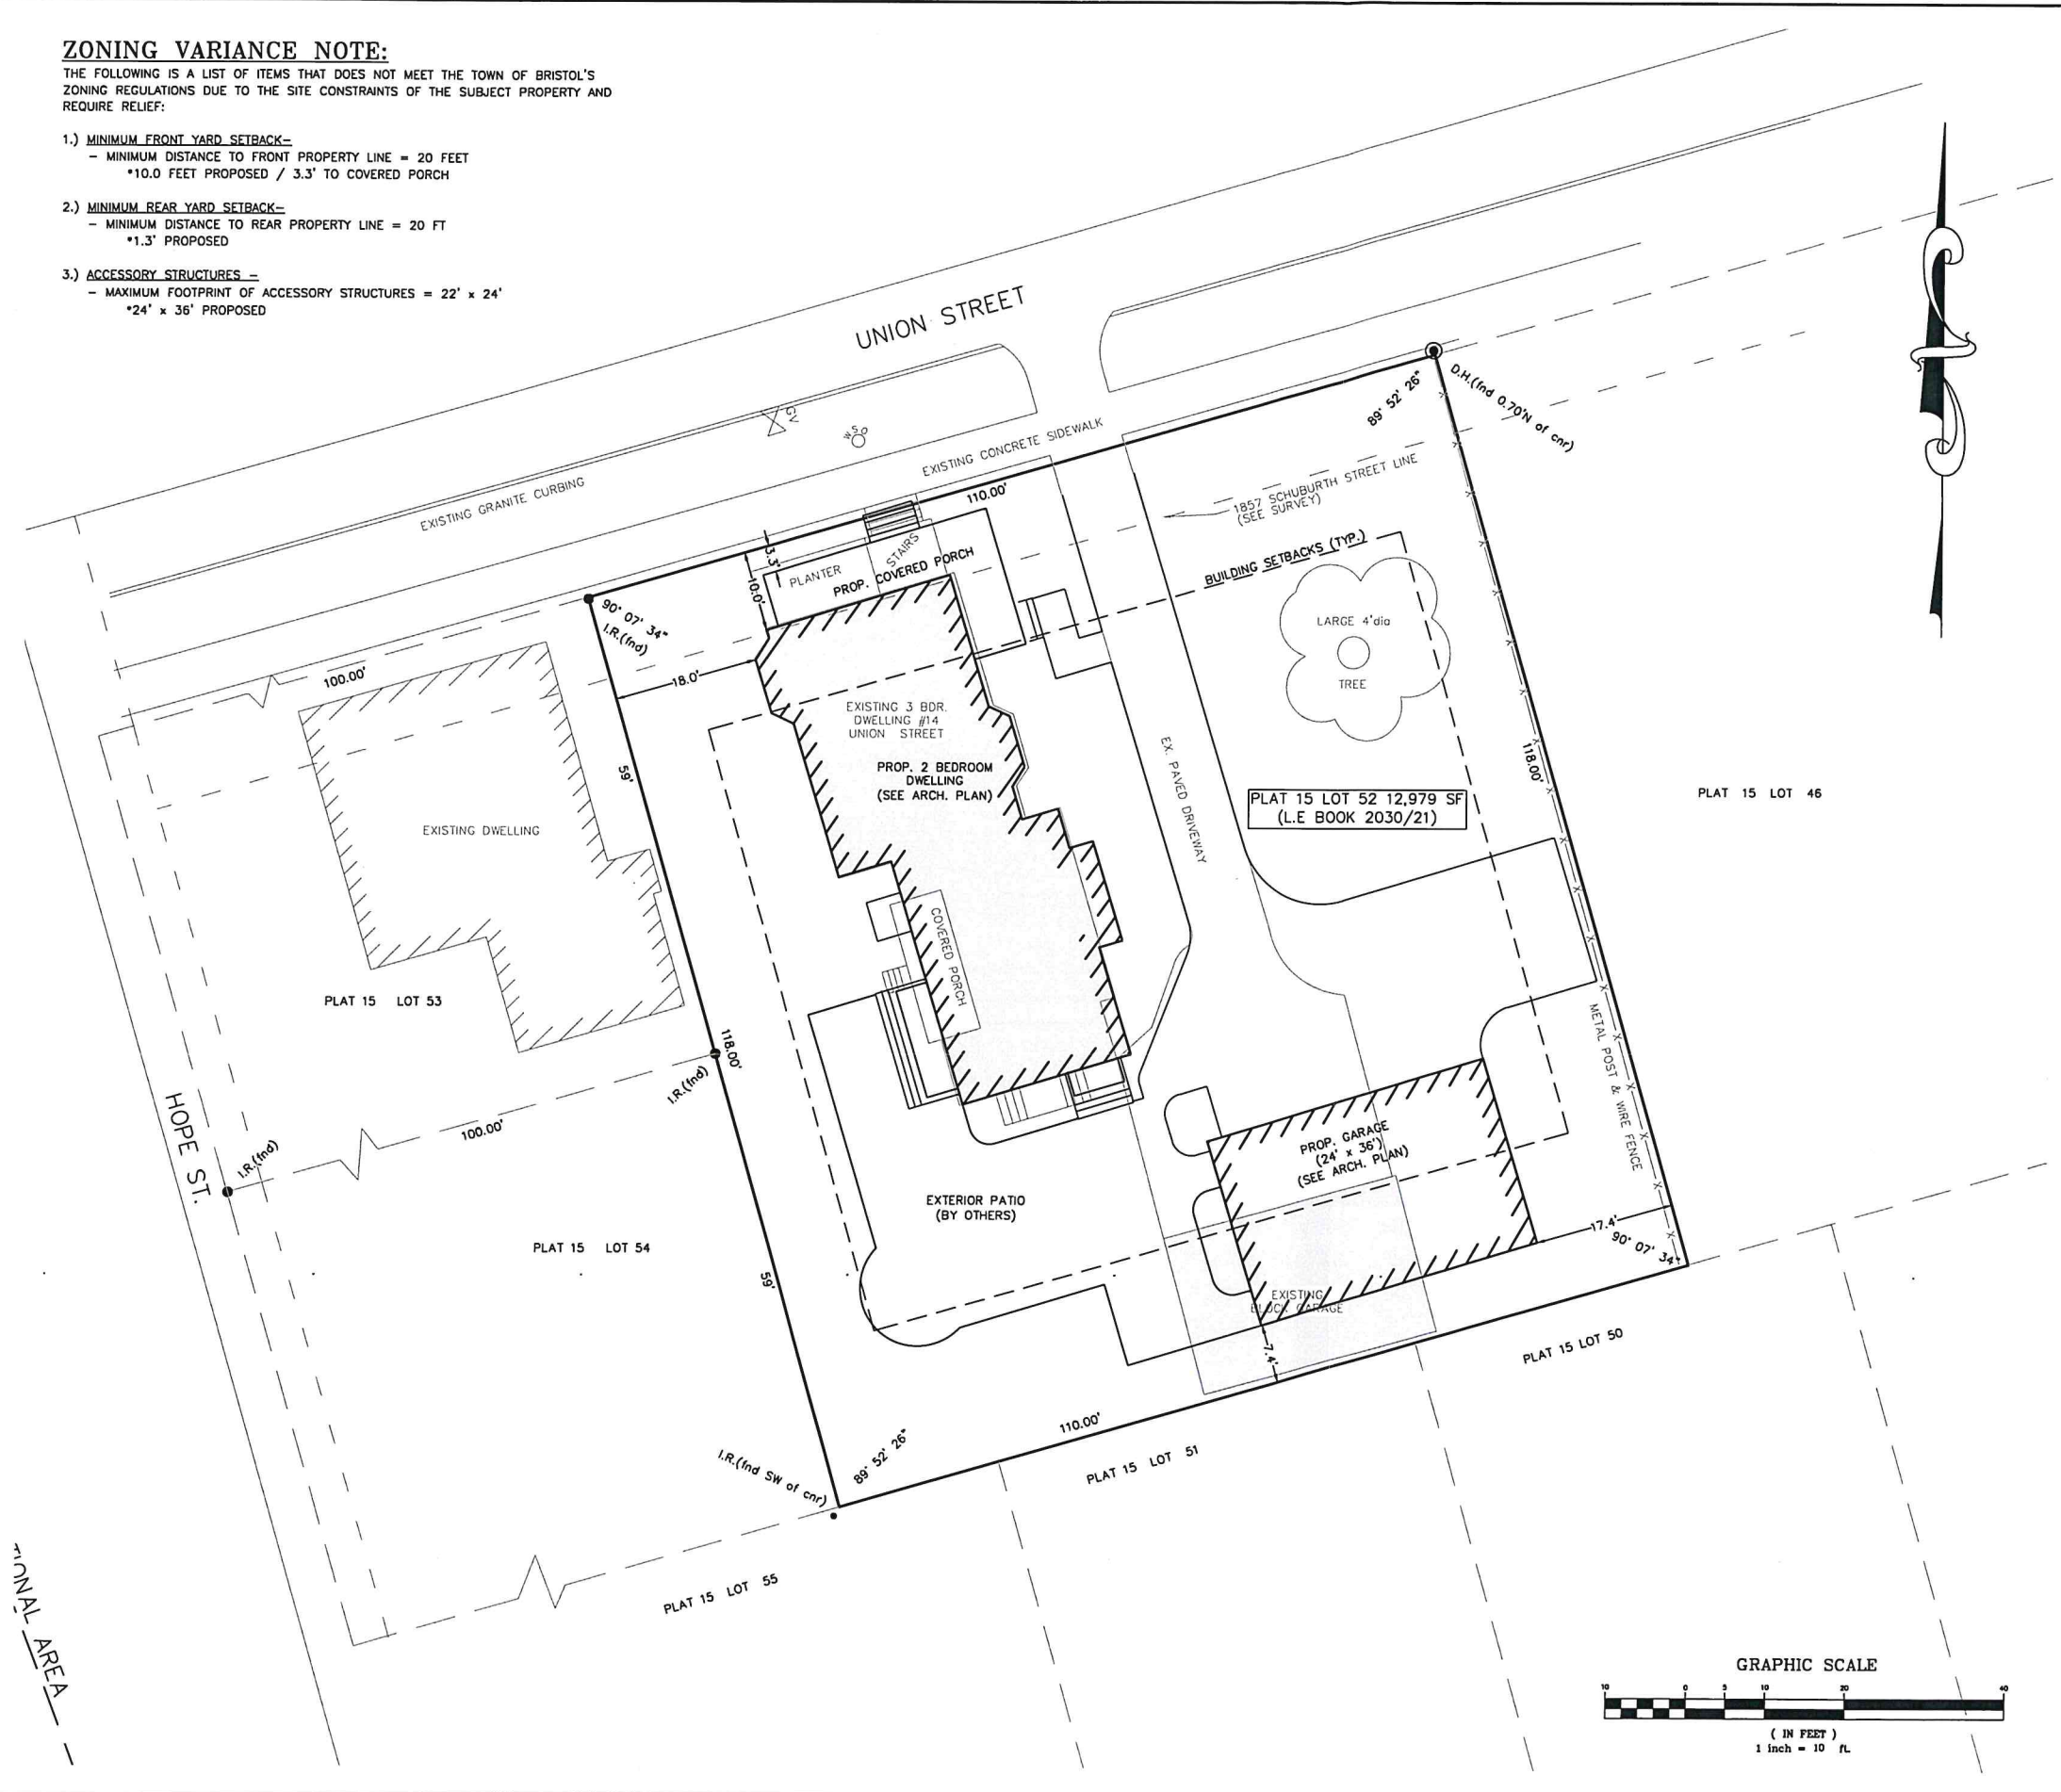 ZONING VARIANCE NOTE:
THE FOLLOWING IS A LIST OF ITEMS THAT DOES NOT MEET THE TOWN OF BRISTOL'S
ZONING REGULATIONS DUE TO THE SITE CONSTRAINTS OF THE SUBJECT PROPERTY AND
REQUIRE RELIEF:
1.) MINIMUM FRONT YARD SETBACK-
- MINIMUM DISTANCE TO FRONT PROPERTY LINE = 20 FEET
*10.0 FEET PROPOSED / 3.3' TO COVERED PORCH
2.) MINIMUM REAR YARD SETBACK-
- MINIMUM DISTANCE TO REAR PROPERTY LINE = 20 FT
*1.3' PROPOSED
3.) ACCESSORY STRUCTURES -
- MAXIMUM FOOTPRINT OF ACCESSORY STRUCTURES = 22' x 24'
*24' x 36' PROPOSED
UNION STREET
GV
WSO
EXISTING GRANITE CURBING
EXISTING CONCRETE SIDEWALK
110.00'
89° 52' 26"
D.H.(fnd 0.70'N of cnr)
1857 SCHUBURTH STREET LINE
(SEE SURVEY)
BUILDING SETBACKS (TYP.)
3.3'
10.0'
PLANTER
STAIRS
PROP. COVERED PORCH
90° 07' 34"
I.R.(fnd)
100.00'
18.0'
LARGE 4'dia
TREE
EXISTING 3 BDR.
DWELLING #14
UNION STREET
PROP. 2 BEDROOM
DWELLING
(SEE ARCH. PLAN)
59'
EX. PAVED DRIVEWAY
118.00'
PLAT 15 LOT 52 12,979 SF
(L.E BOOK 2030/21)
PLAT 15 LOT 46
EXISTING DWELLING
COVERED PORCH
PLAT 15 LOT 53
118.00'
I.R.(fnd)
METAL POST & WIRE FENCE
HOPE ST.
100.00'
I.R.(fnd)
PROP. GARAGE
(24' x 36')
(SEE ARCH. PLAN)
EXTERIOR PATIO
(BY OTHERS)
17.4'
90° 07' 34"
PLAT 15 LOT 54
59'
EXISTING
BLOCK GARAGE
7.4'
PLAT 15 LOT 50
110.00'
PLAT 15 LOT 51
I.R.(fnd SW of cnr)
89° 52' 26"
PLAT 15 LOT 55
TIONAL AREA
GRAPHIC SCALE
10 0 5 10 20 40
( IN FEET )
1 inch = 10 ft.